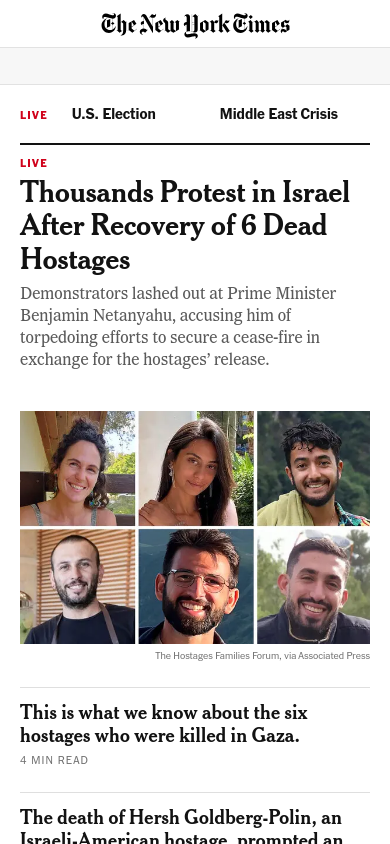 The New York Times
LIVE U.S. Election Middle East Crisis
LIVE
Thousands Protest in Israel
After Recovery of 6 Dead
Hostages
Demonstrators lashed out at Prime Minister
Benjamin Netanyahu, accusing him of
torpedoing efforts to secure a cease-fire in
exchange for the hostages’ release.
The Hostages Families Forum, via Associated Press
This is what we know about the six
hostages who were killed in Gaza.
4 MIN READ
The death of Hersh Goldberg-Polin, an
Israeli-American hostage, prompted an